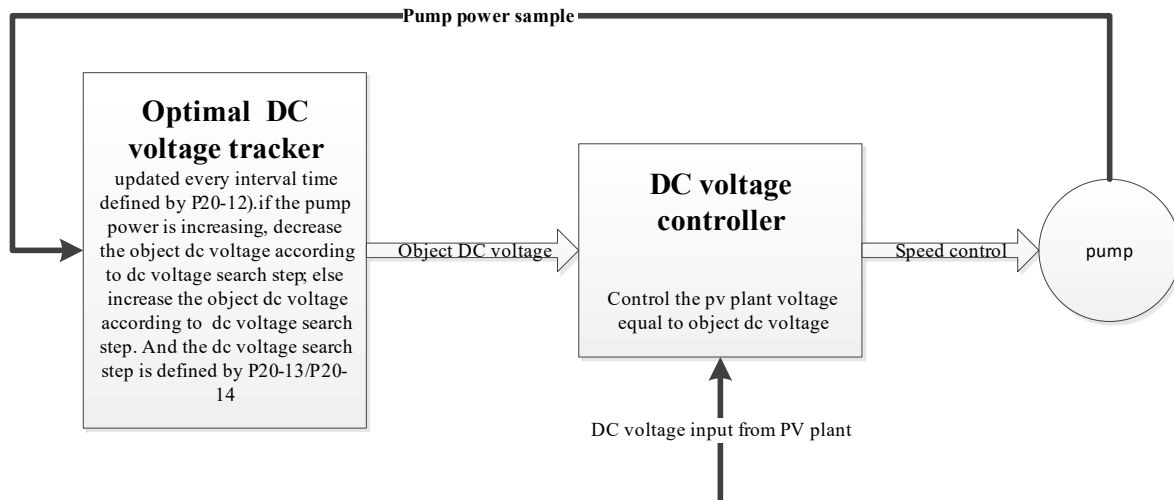 Pump power sample
Optimal DC
voltage tracker
updated every interval time
defined by P20-12).if the pump
power is increasing, decrease
the object dc voltage according
to dc voltage search step; else
increase the object dc voltage
according to dc voltage search
step. And the dc voltage search
step is defined by P20-13/P20-
14
Object DC voltage
DC voltage
controller
Control the pv plant voltage
equal to object dc voltage
Speed control
pump
DC voltage input from PV plant